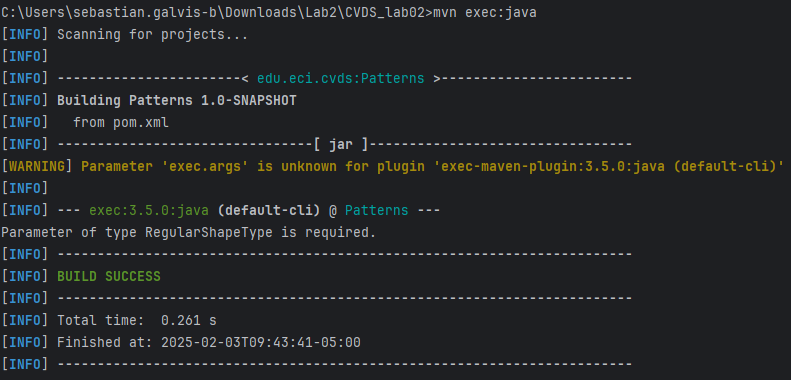 C:\Users\sebastian.galvis-b\Downloads\Lab2\CVDS_lab02>mvn exec:java
[INFO] Scanning for projects...
[INFO]
[INFO] ----------------------< edu.eci.cvds:Patterns >-----------------------
[INFO] Building Patterns 1.0-SNAPSHOT
[INFO]   from pom.xml
[INFO] --------------------------------[ jar ]---------------------------------
[WARNING] Parameter 'exec.args' is unknown for plugin 'exec-maven-plugin:3.5.0:java (default-cli)'
[INFO]
[INFO] --- exec:3.5.0:java (default-cli) @ Patterns ---
Parameter of type RegularShapeType is required.
[INFO] ------------------------------------------------------------------------
[INFO] BUILD SUCCESS
[INFO] ------------------------------------------------------------------------
[INFO] Total time:  0.261 s
[INFO] Finished at: 2025-02-03T09:43:41-05:00
[INFO] ------------------------------------------------------------------------